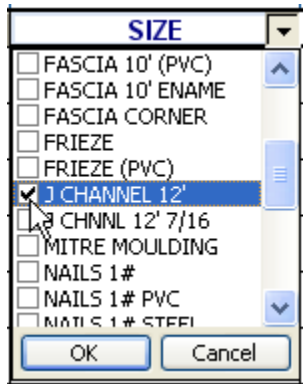 SIZE
FASCIA 10' (PVC)
FASCIA 10' ENAME
FASCIA CORNER
FRIEZE
FRIEZE (PVC)
J CHANNEL 12'
J CHNNL 12' 7/16
MITRE MOULDING
NAILS 1#
NAILS 1# PVC
NAILS 1# STEEL
OK Cancel